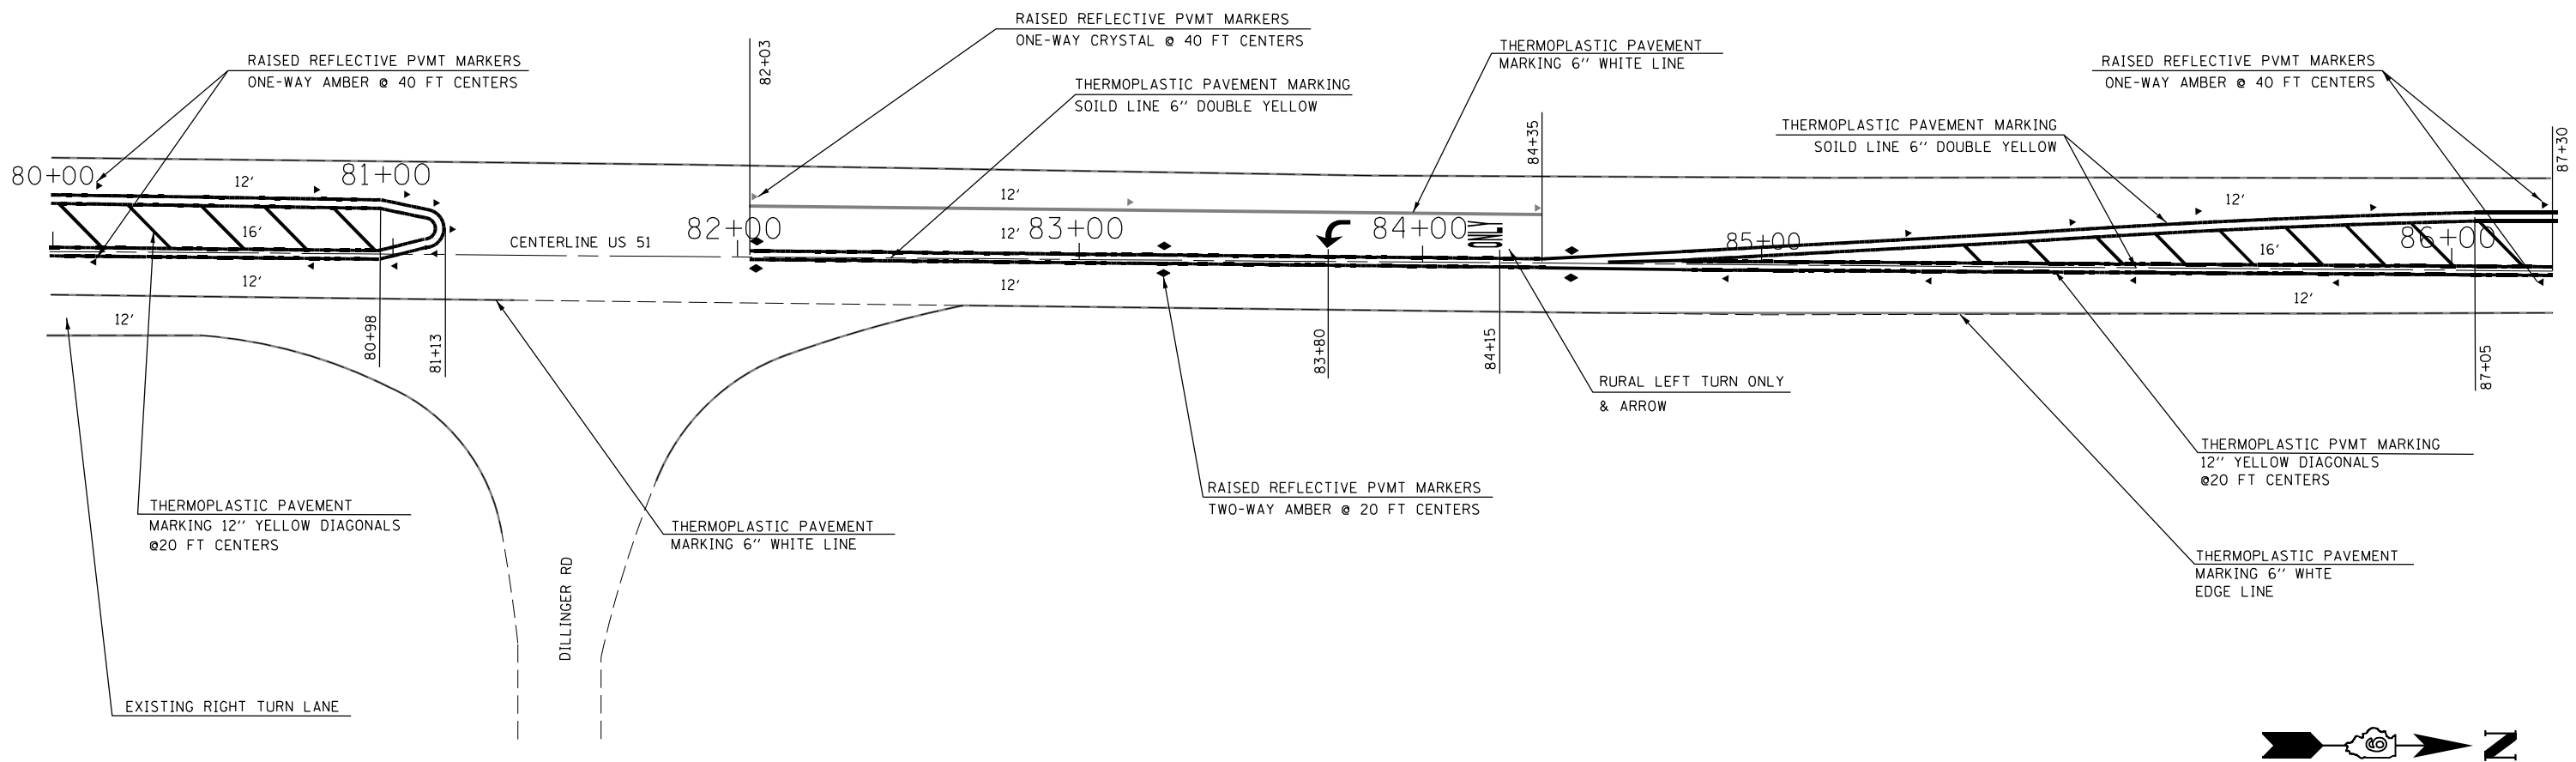 RAISED REFLECTIVE PVMT MARKERS
ONE-WAY CRYSTAL @ 40 FT CENTERS
RAISED REFLECTIVE PVMT MARKERS
ONE-WAY AMBER @ 40 FT CENTERS
82+03
THERMOPLASTIC PAVEMENT
MARKING 6" WHITE LINE
RAISED REFLECTIVE PVMT MARKERS
ONE-WAY AMBER @ 40 FT CENTERS
THERMOPLASTIC PAVEMENT MARKING
SOILD LINE 6" DOUBLE YELLOW
84+35
THERMOPLASTIC PAVEMENT MARKING
SOILD LINE 6" DOUBLE YELLOW
87+30
80+00
12'
81+00
12'
12'
16'
CENTERLINE US 51
82+00
12'
83+00
84+00
ONLY
85+00
16'
86+00
12'
12'
12'
12'
80+98
81+13
83+80
84+15
87+05
RURAL LEFT TURN ONLY
& ARROW
THERMOPLASTIC PVMT MARKING
12" YELLOW DIAGONALS
@20 FT CENTERS
RAISED REFLECTIVE PVMT MARKERS
TWO-WAY AMBER @ 20 FT CENTERS
THERMOPLASTIC PAVEMENT
MARKING 12" YELLOW DIAGONALS
@20 FT CENTERS
THERMOPLASTIC PAVEMENT
MARKING 6" WHITE LINE
THERMOPLASTIC PAVEMENT
MARKING 6" WHTE
EDGE LINE
DILLINGER RD
EXISTING RIGHT TURN LANE
N